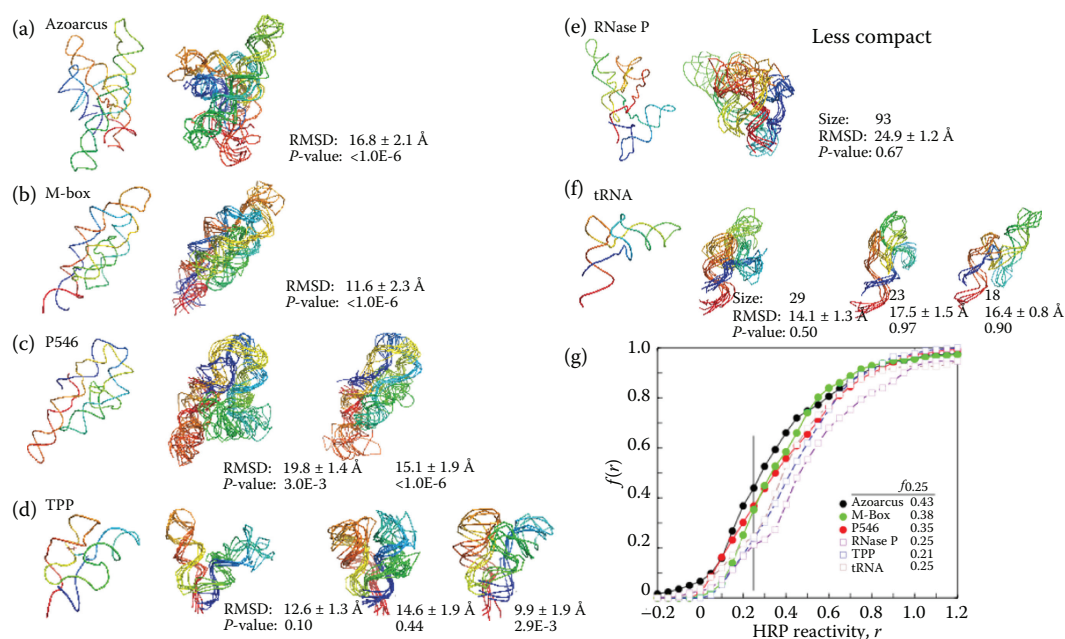 (a) Azoarcus
RMSD: 16.8 ± 2.1 Å
P-value: <1.0E-6
(b) M-box
RMSD: 11.6 ± 2.3 Å
P-value: <1.0E-6
(c) P546
RMSD: 19.8 ± 1.4 Å 15.1 ± 1.9 Å
P-value: 3.0E-3 <1.0E-6
(d) TPP
RMSD: 12.6 ± 1.3 Å 14.6 ± 1.9 Å 9.9 ± 1.9 Å
P-value: 0.10 0.44 2.9E-3
(e) RNase P Less compact
Size: 93
RMSD: 24.9 ± 1.2 Å
P-value: 0.67
(f) tRNA
Size: 29 23 18
RMSD: 14.1 ± 1.3 Å 17.5 ± 1.5 Å 16.4 ± 0.8 Å
P-value: 0.50 0.97 0.90
(g)
1.0
0.8
0.6
0.4
0.2
0
f(r)
f0.25
Azoarcus 0.43
M-Box 0.38
P546 0.35
RNase P 0.25
TPP 0.21
tRNA 0.25
−0.2 0 0.2 0.4 0.6 0.8 1.0 1.2
HRP reactivity, r